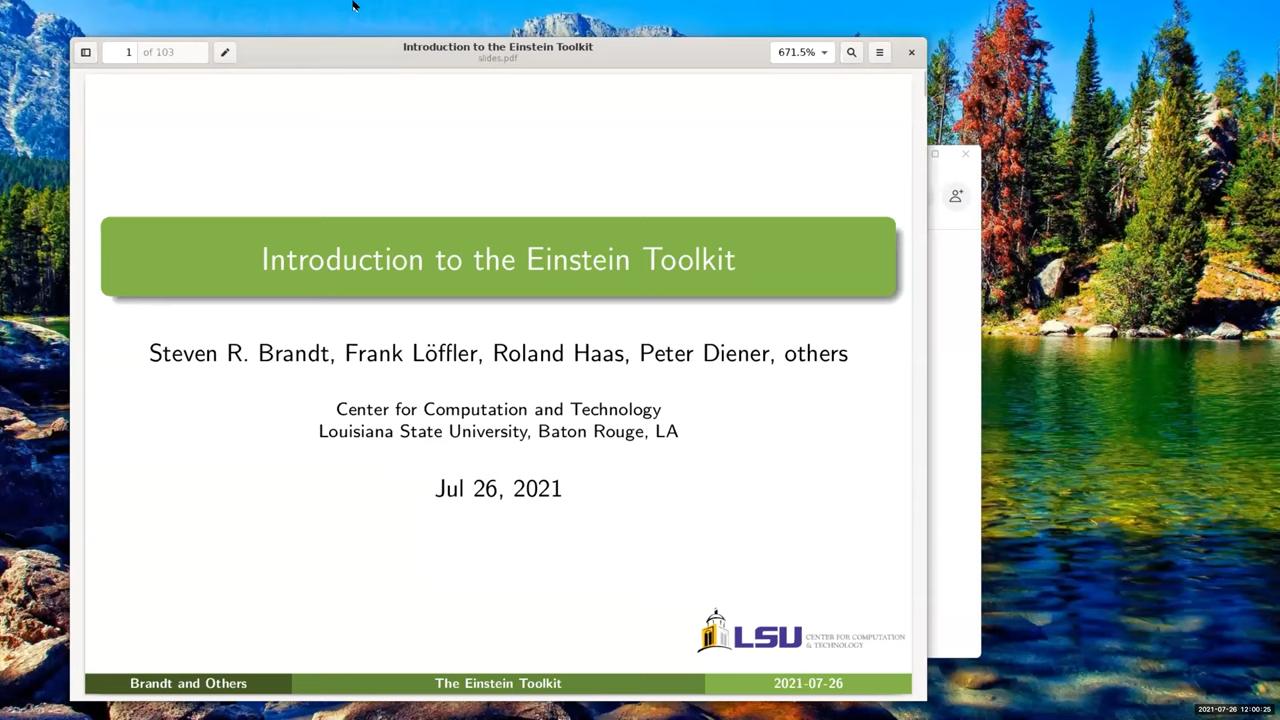 1 of 103
Introduction to the Einstein Toolkit
slides.pdf
671.5%
Introduction to the Einstein Toolkit
Steven R. Brandt, Frank Löffler, Roland Haas, Peter Diener, others
Center for Computation and Technology
Louisiana State University, Baton Rouge, LA
Jul 26, 2021
LSU CENTER FOR COMPUTATION
& TECHNOLOGY
Brandt and Others The Einstein Toolkit 2021-07-26
2021-07-26 12:00:25